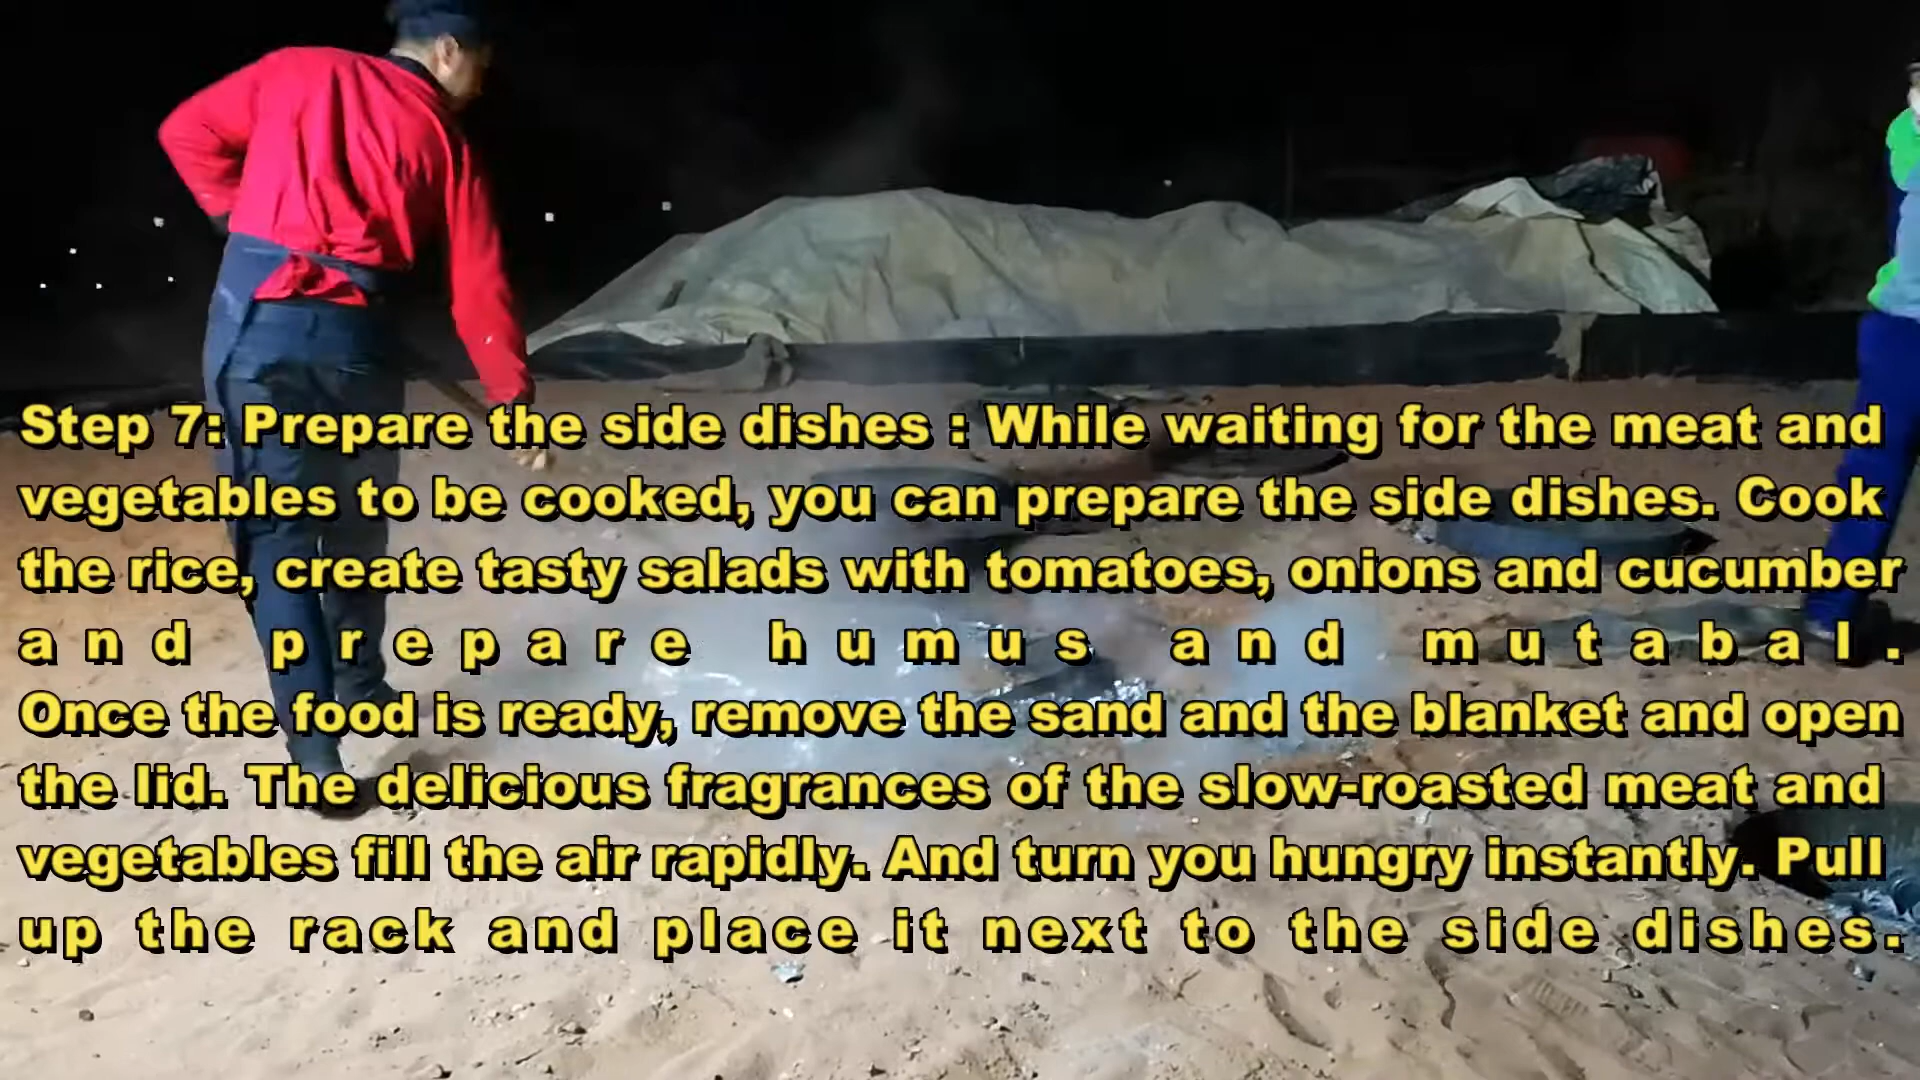 Step 7: Prepare the side dishes : While waiting for the meat and
vegetables to be cooked, you can prepare the side dishes. Cook
the rice, create tasty salads with tomatoes, onions and cucumber
and prepare humus and mutabal.
Once the food is ready, remove the sand and the blanket and open
the lid. The delicious fragrances of the slow-roasted meat and
vegetables fill the air rapidly. And turn you hungry instantly. Pull
up the rack and place it next to the side dishes.